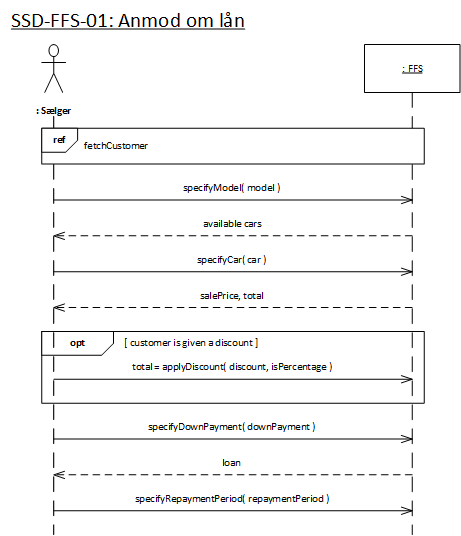 SSD-FFS-01: Anmod om lån
: FFS
: Sælger
ref
fetchCustomer
specifyModel( model )
available cars
specifyCar( car )
salePrice, total
opt
[ customer is given a discount ]
total = applyDiscount( discount, isPercentage )
specifyDownPayment( downPayment )
loan
specifyRepaymentPeriod( repaymentPeriod )